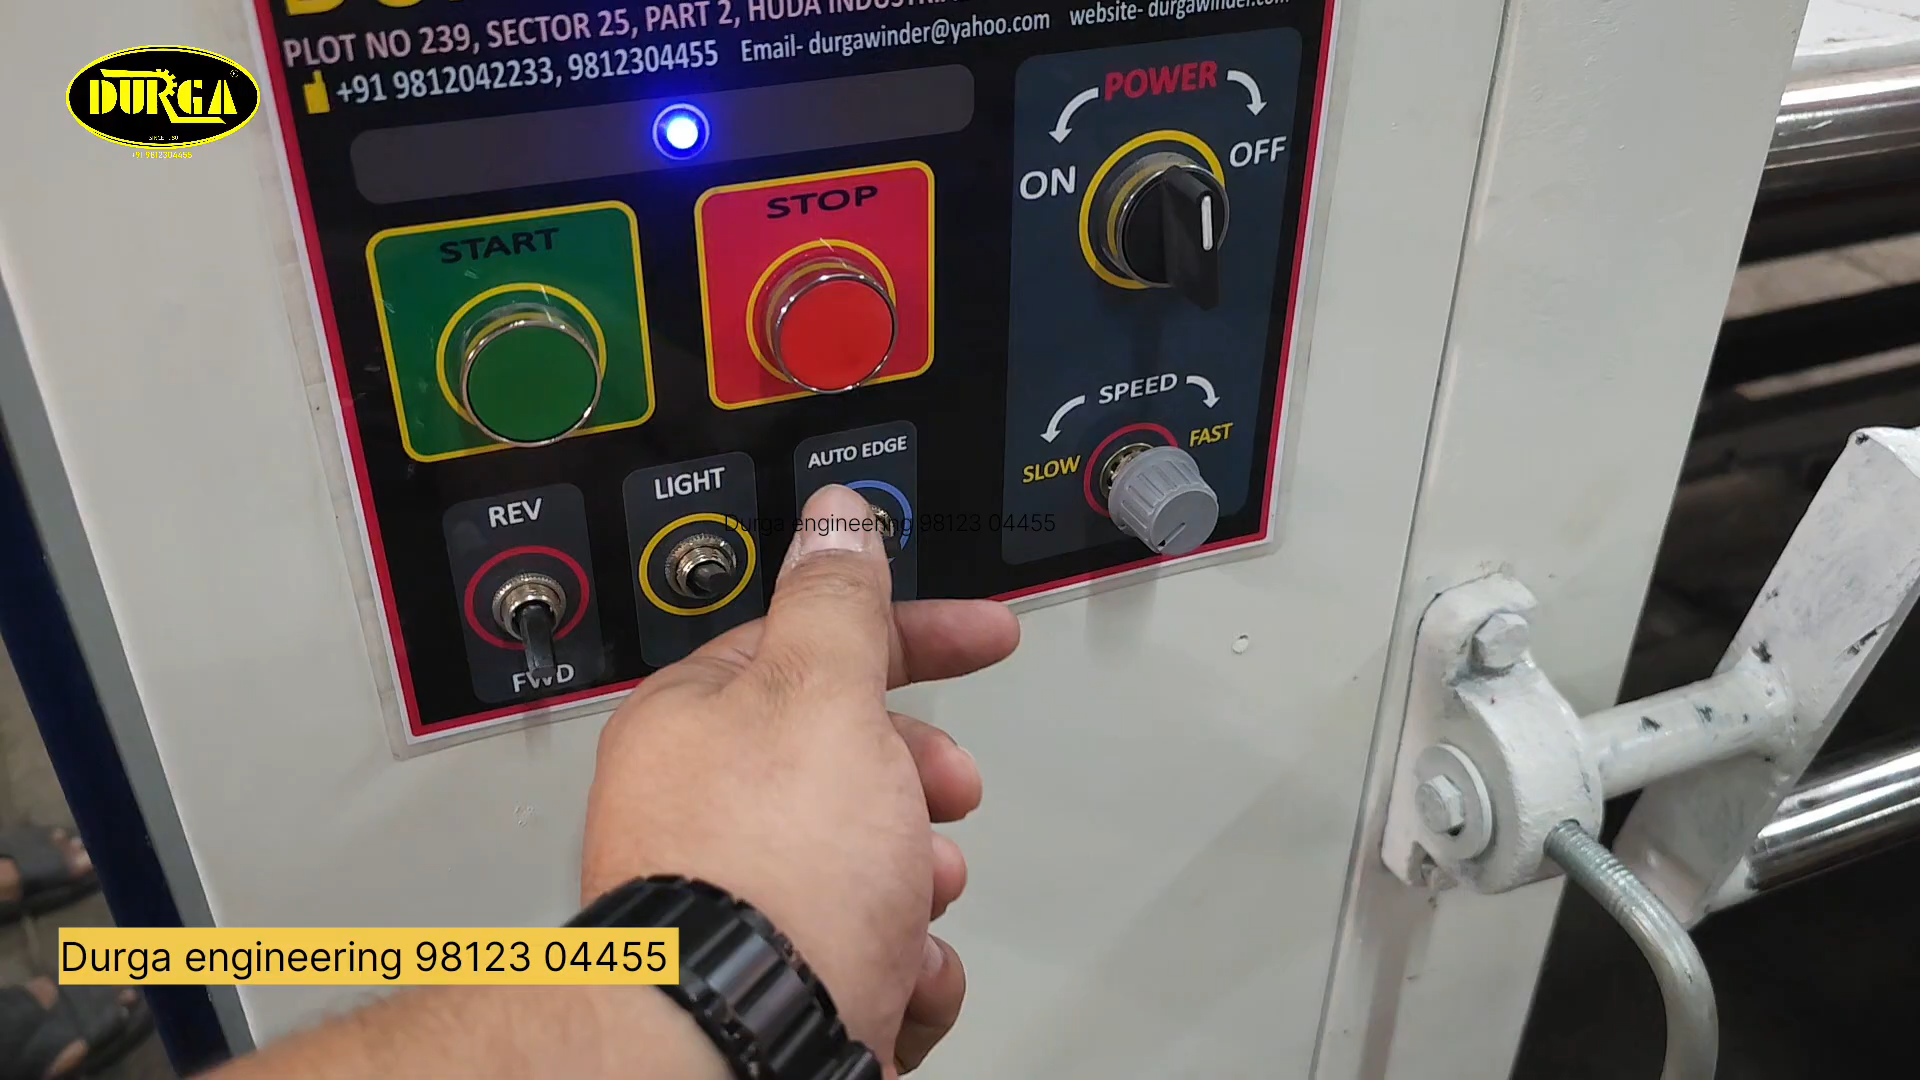 PLOT NO 239, SECTOR 25, PART 2, HUDA
+91 9812042233, 9812304455 Email- durgawinder@yahoo.com website- durgawinder.com
DURGA
+91 9812304455
POWER
ON
OFF
START
STOP
SPEED
SLOW
FAST
REV
LIGHT
AUTO EDGE
FWD
Durga engineering 98123 04455
Durga engineering 98123 04455